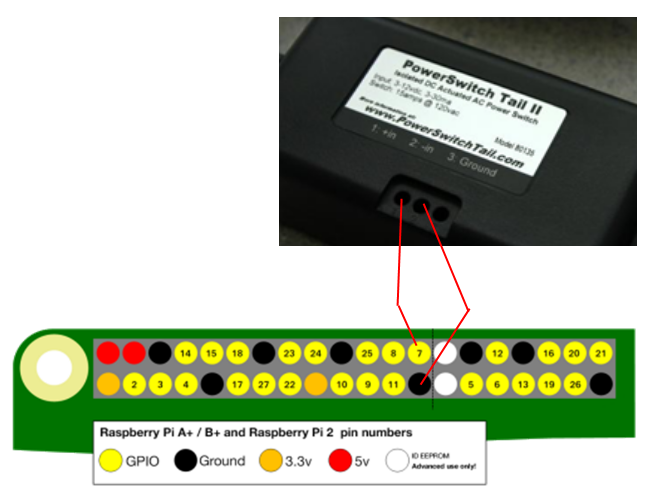 PowerSwitch Tail II
Isolated DC Actuated AC Power Switch
Input: 3-12vdc, 3-30ma
Switch: 15amps @ 120vac
More information at:
www.PowerSwitchTail.com
Model 80135
1: +in 2: -in 3: Ground
14 15 18 23 24 25 8 7 12 16 20 21
2 3 4 17 27 22 10 9 11 5 6 13 19 26
Raspberry Pi A+ / B+ and Raspberry Pi 2 pin numbers
GPIO Ground 3.3v 5v ID EEPROM
Advanced use only!